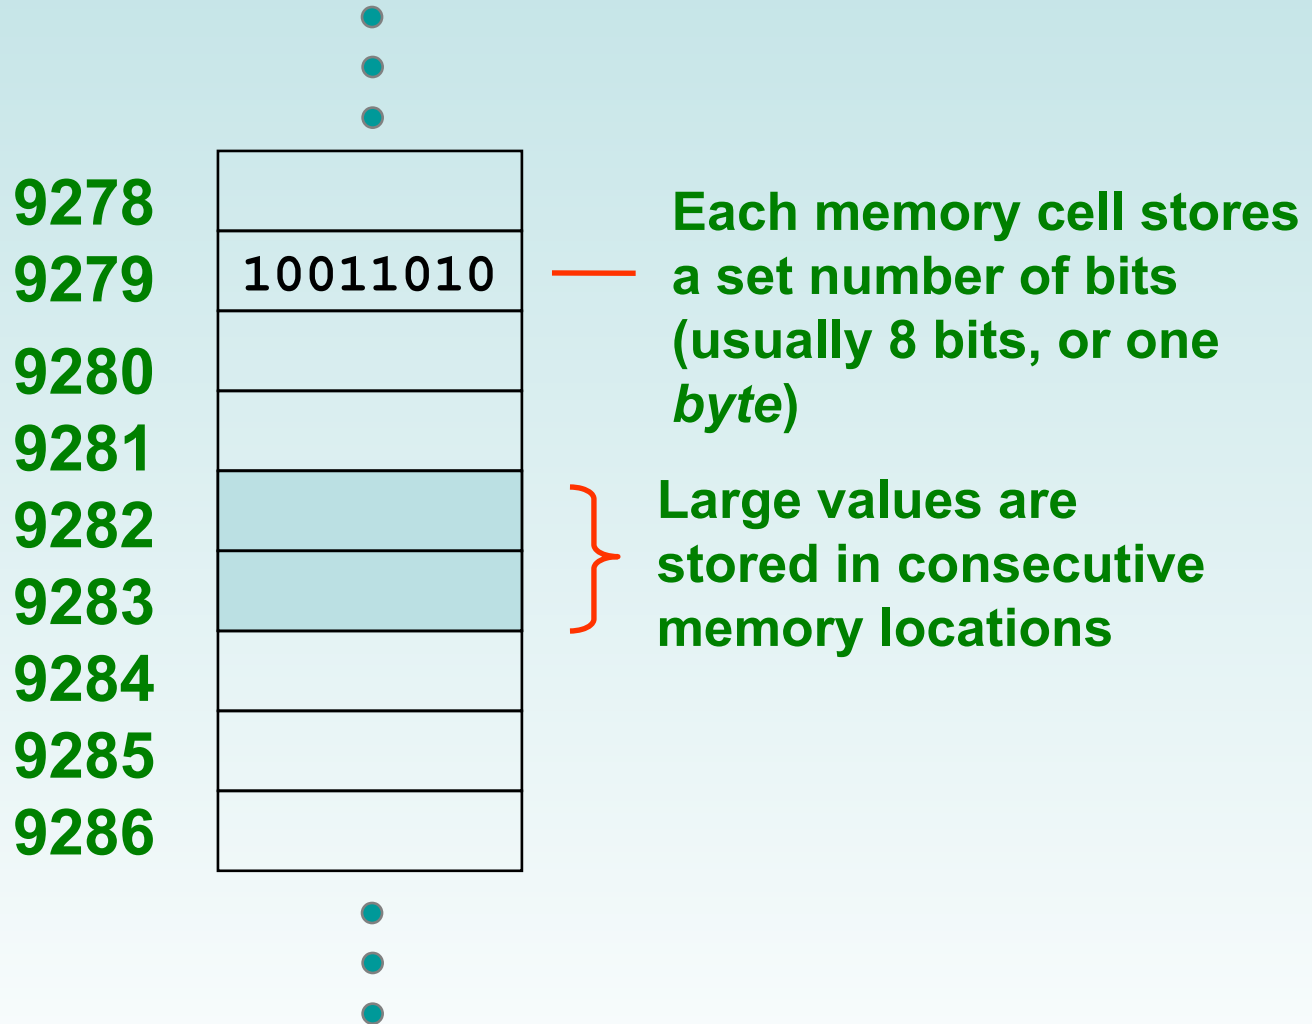 9278
9279
10011010
9280
9281
9282
9283
9284
9285
9286
Each memory cell stores
a set number of bits
(usually 8 bits, or one
byte)
Large values are
stored in consecutive
memory locations